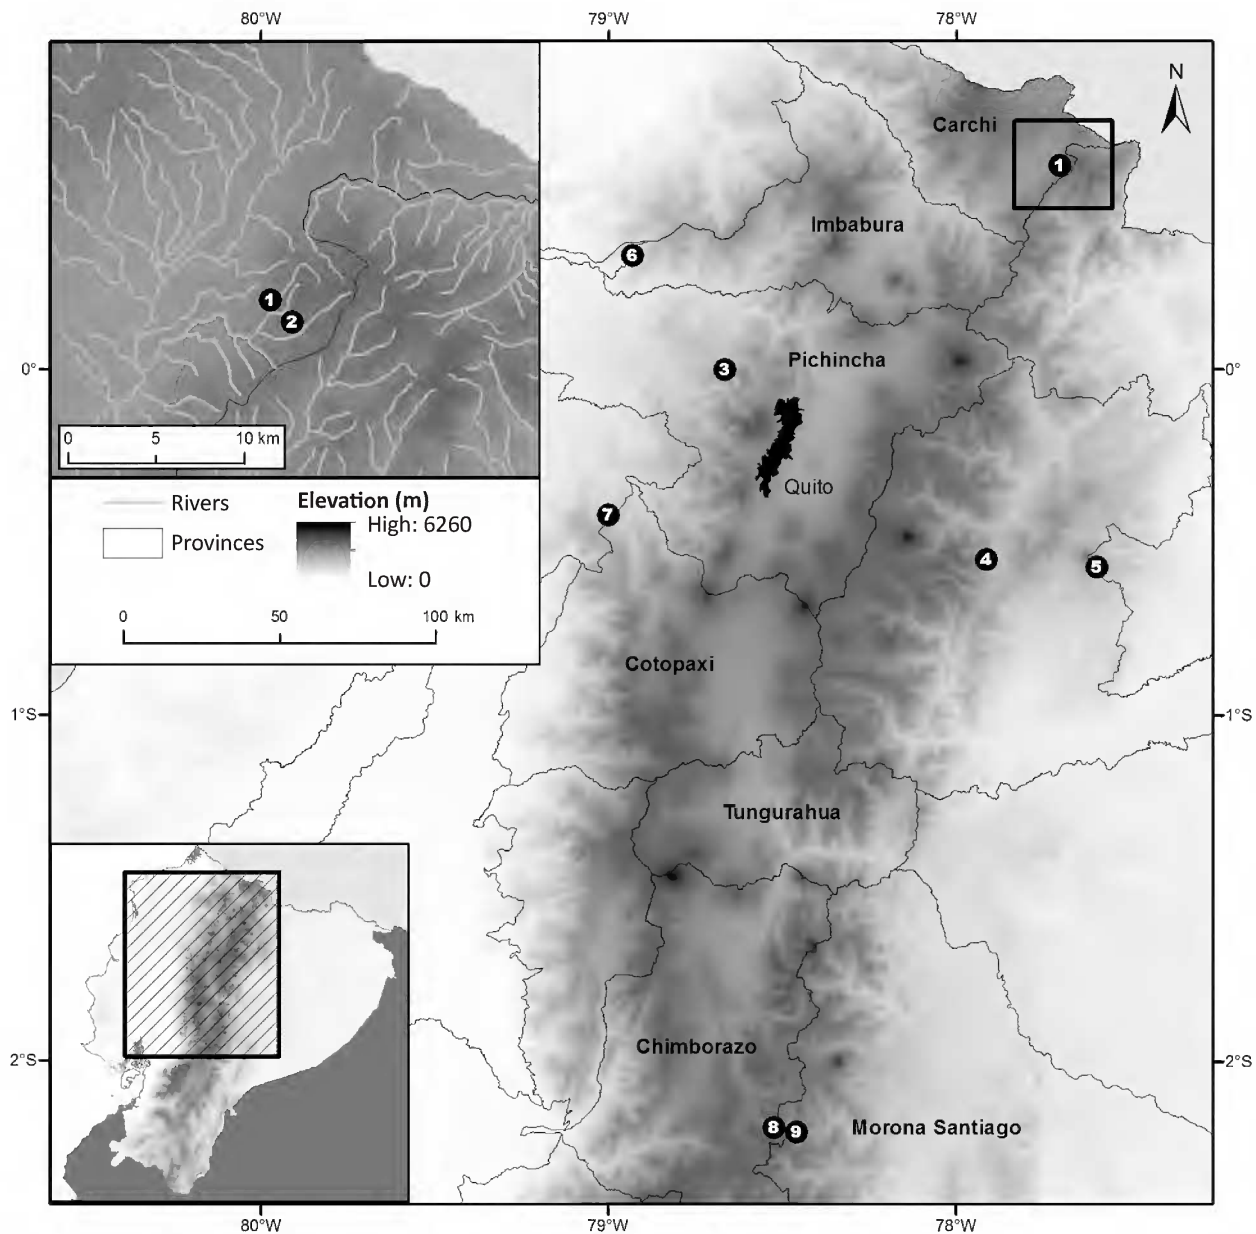 80°W 79°W 78°W
N
Carchi
1
Imbabura
6
1
2
Pichincha
0° 3 0°
0 5 10 km
Quito
Rivers
Elevation (m)
High: 6260
Provinces
Low: 0
7
4
5
0 50 100 km
Cotopaxi
1°S 1°S
Tungurahua
Chimborazo
2°S 2°S
8 9 Morona Santiago
80°W 79°W 78°W